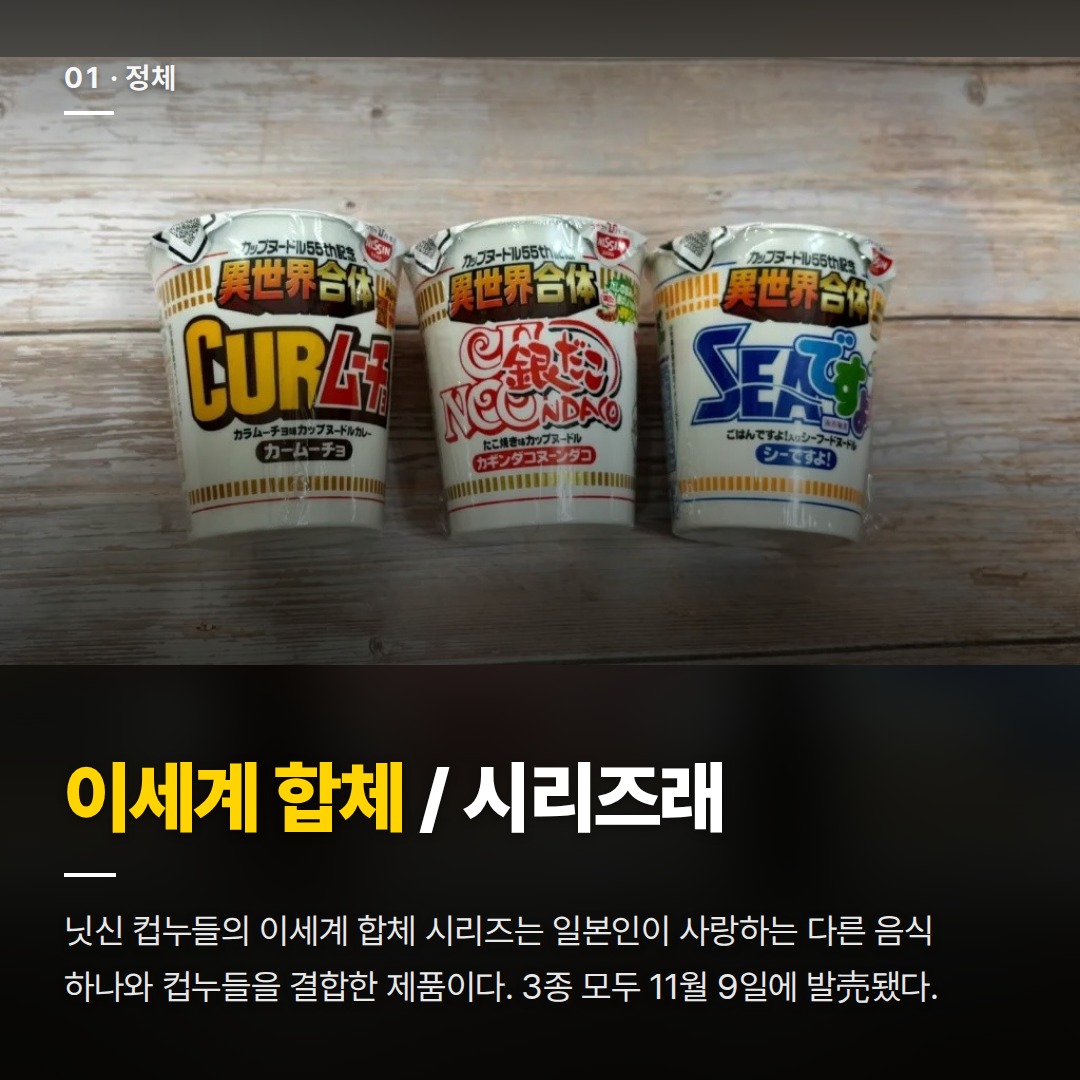 01 · 정체
カップヌードル55th記念
異世界合体
CURムーチョ
カラムーチョ味カップヌードルカレー
カームーチョ
NISSIN
カップヌードル55th記念
異世界合体
銀だこ
NDACO
たこ焼き味カップヌードル
カギンダコヌーンダコ
NISSIN
カップヌードル55th記念
異世界合体
SEAですよ
ごはんですよ!入りシーフードヌードル
シーですよ!
이세계 합체 / 시리즈래
닛신 컵누들의 이세계 합체 시리즈는 일본인이 사랑하는 다른 음식
하나와 컵누들을 결합한 제품이다. 3종 모두 11월 9일에 발売됐다.